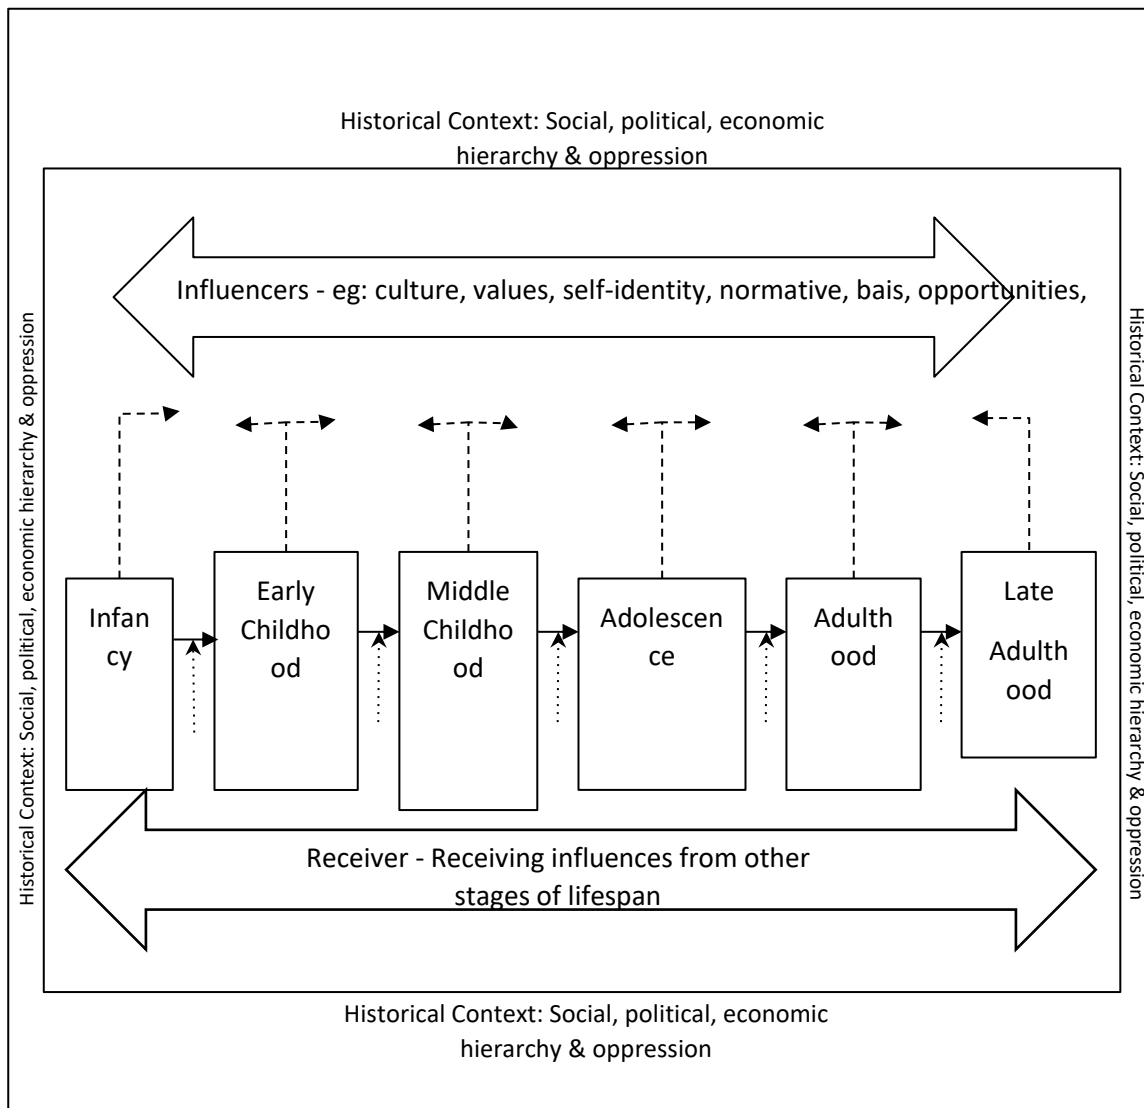 Historical Context: Social, political, economic
hierarchy & oppression
Influencers - eg: culture, values, self-identity, normative, bais, opportunities,
Historical Context: Social, political, economic hierarchy & oppression
Historical Context: Social, political, economic hierarchy & oppression
Infan
cy
Early
Childho
od
Middle
Childho
od
Adolescen
ce
Adulth
ood
Late
Adulth
ood
Receiver - Receiving influences from other
stages of lifespan
Historical Context: Social, political, economic
hierarchy & oppression